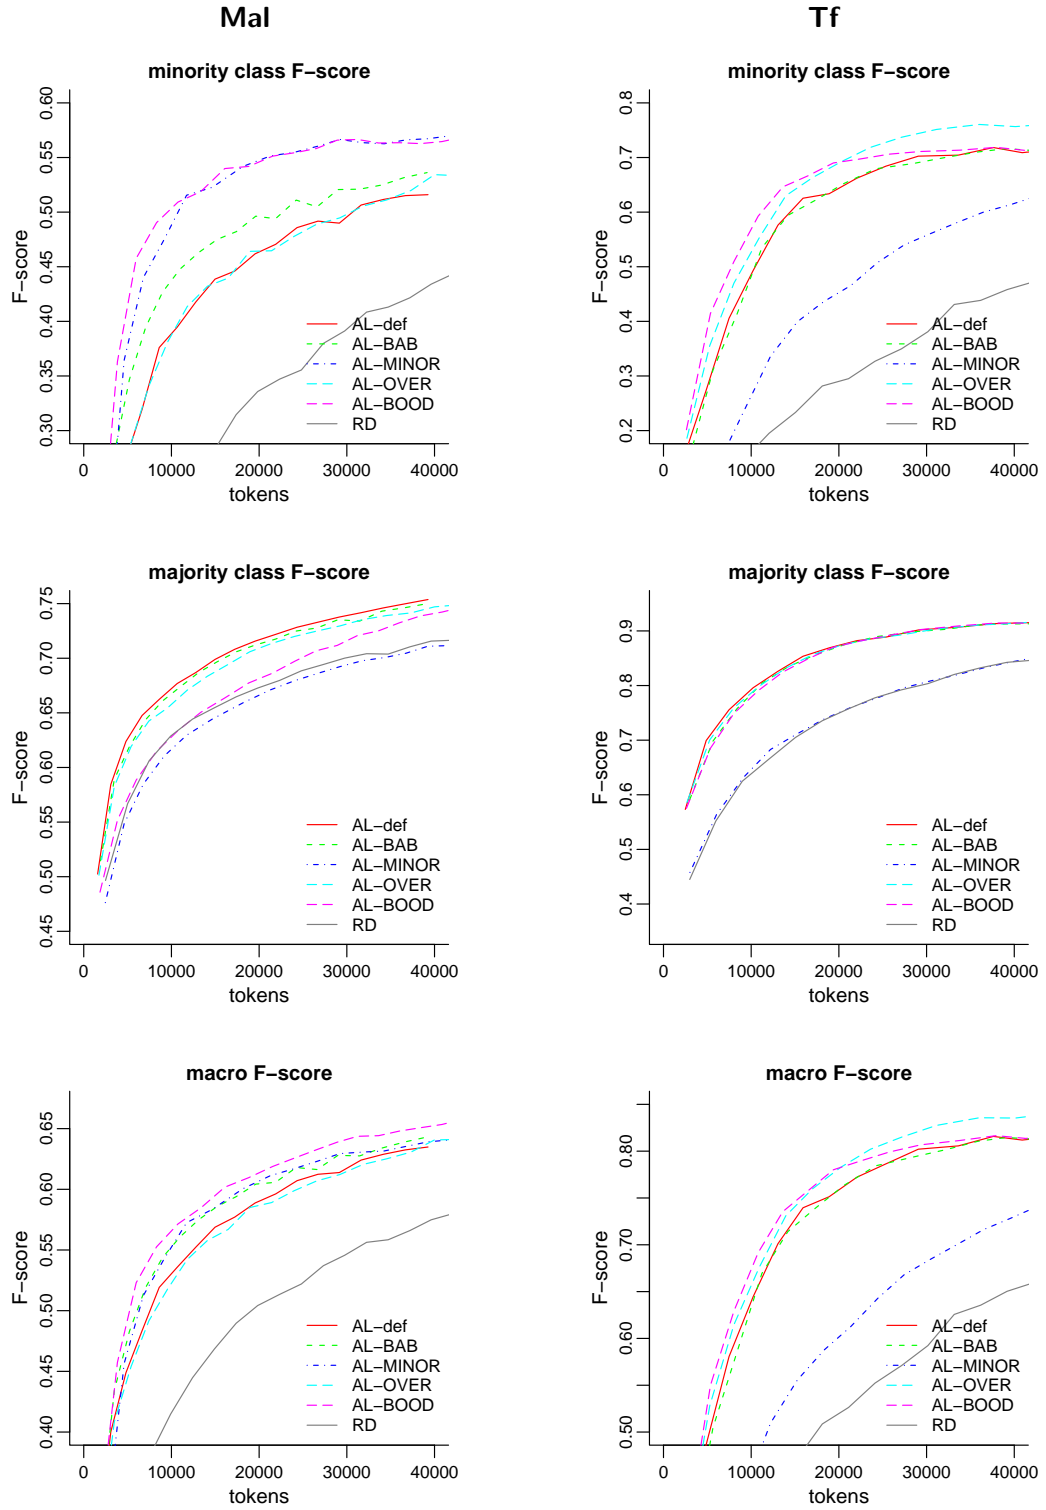 Mal
Tf
minority class F−score
F−score
0.30 0.35 0.40 0.45 0.50 0.55 0.60
0 10000 20000 30000 40000
tokens
AL−def
AL−BAB
AL−MINOR
AL−OVER
AL−BOOD
RD
minority class F−score
F−score
0.2 0.3 0.4 0.5 0.6 0.7 0.8
0 10000 20000 30000 40000
tokens
AL−def
AL−BAB
AL−MINOR
AL−OVER
AL−BOOD
RD
majority class F−score
F−score
0.45 0.50 0.55 0.60 0.65 0.70 0.75
0 10000 20000 30000 40000
tokens
AL−def
AL−BAB
AL−MINOR
AL−OVER
AL−BOOD
RD
majority class F−score
F−score
0.4 0.5 0.6 0.7 0.8 0.9
0 10000 20000 30000 40000
tokens
AL−def
AL−BAB
AL−MINOR
AL−OVER
AL−BOOD
RD
macro F−score
F−score
0.40 0.45 0.50 0.55 0.60 0.65
0 10000 20000 30000 40000
tokens
AL−def
AL−BAB
AL−MINOR
AL−OVER
AL−BOOD
RD
macro F−score
F−score
0.50 0.60 0.70 0.80
0 10000 20000 30000 40000
tokens
AL−def
AL−BAB
AL−MINOR
AL−OVER
AL−BOOD
RD